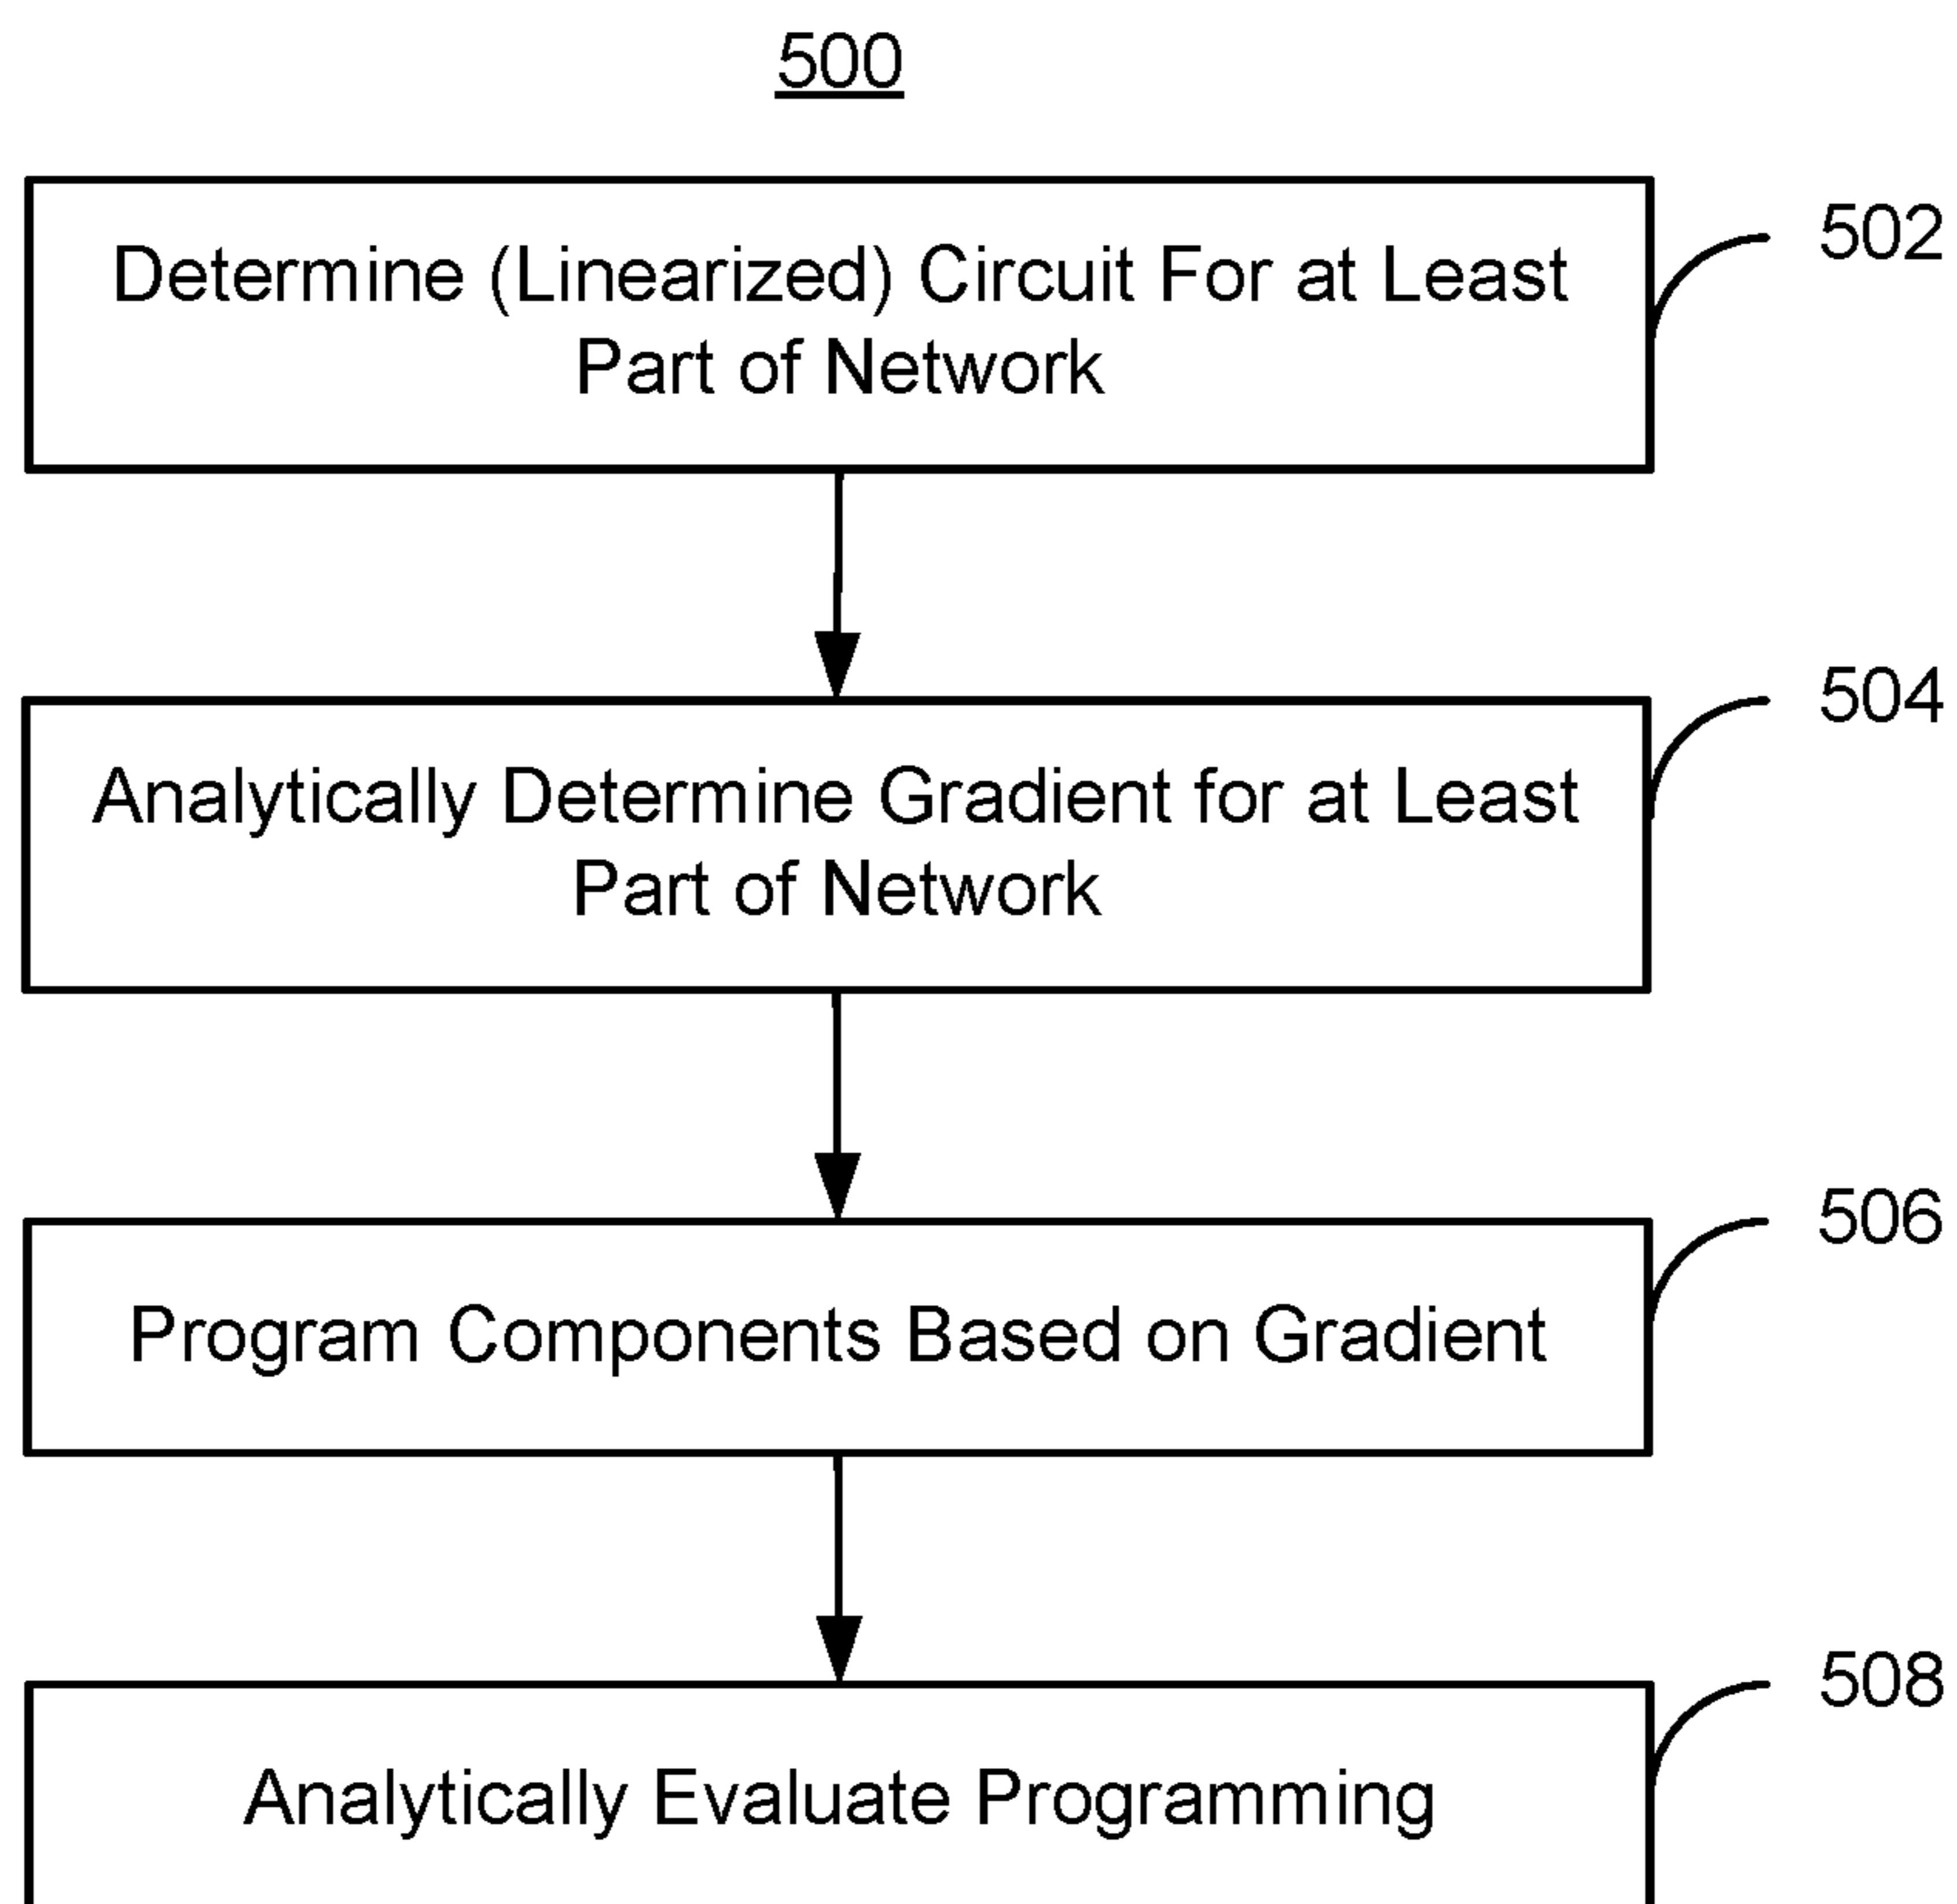 500
Determine (Linearized) Circuit For at Least
Part of Network
502
Analytically Determine Gradient for at Least
Part of Network
504
Program Components Based on Gradient
506
Analytically Evaluate Programming
508